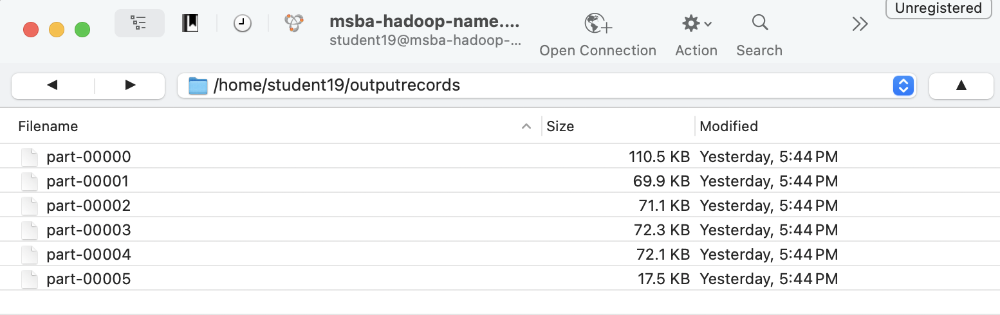 Unregistered
msba-hadoop-name....
student19@msba-hadoop-...
Open Connection
Action
Search
/home/student19/outputrecords
Filename Size Modified
part-00000 110.5 KB Yesterday, 5:44 PM
part-00001 69.9 KB Yesterday, 5:44 PM
part-00002 71.1 KB Yesterday, 5:44 PM
part-00003 72.3 KB Yesterday, 5:44 PM
part-00004 72.1 KB Yesterday, 5:44 PM
part-00005 17.5 KB Yesterday, 5:44 PM